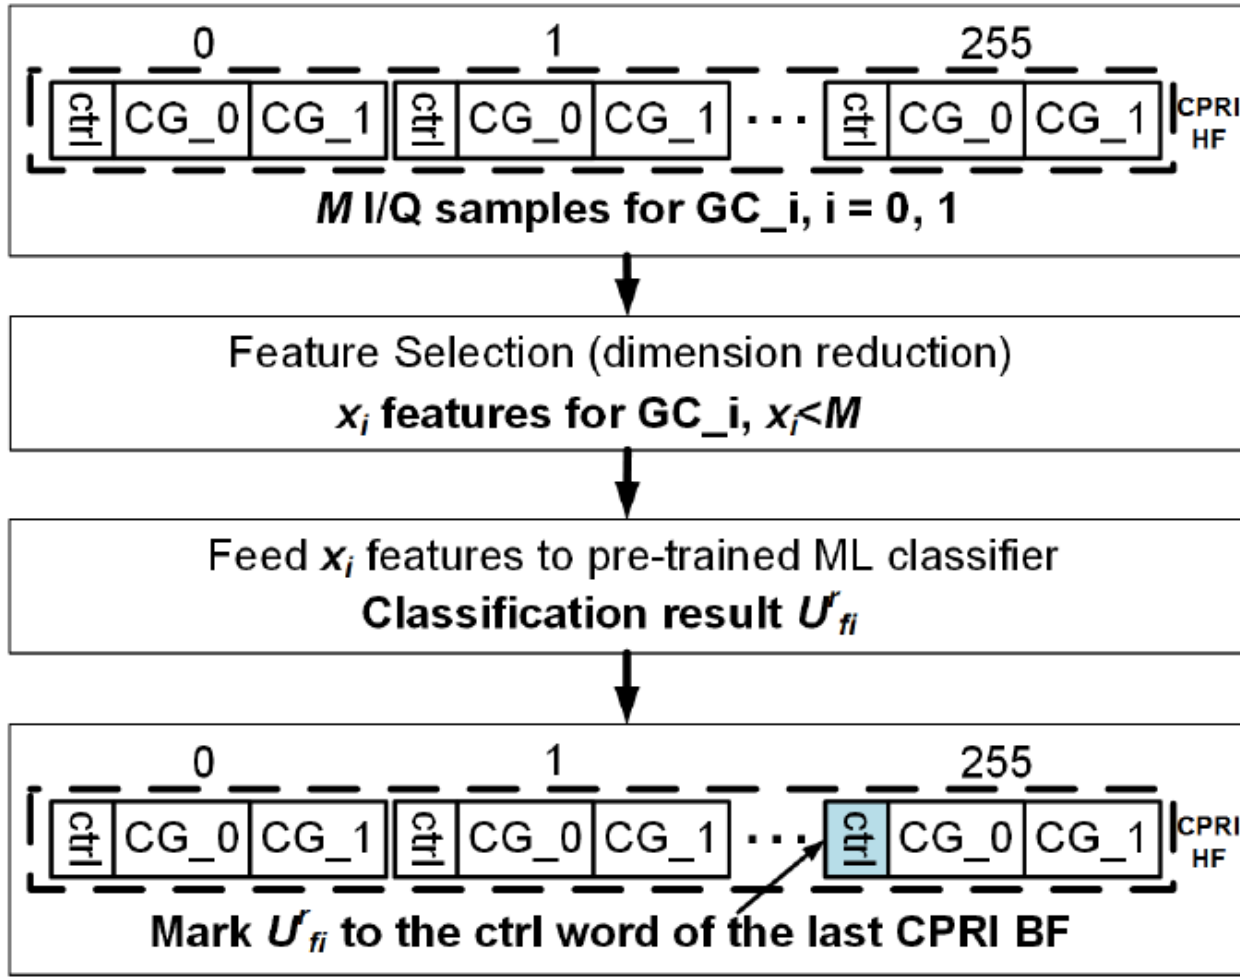 0 1 255
ctrl CG_0 CG_1 ctrl CG_0 CG_1 ... ctrl CG_0 CG_1 CPRI HF
M I/Q samples for GC_i, i = 0, 1
Feature Selection (dimension reduction)
xᵢ features for GC_i, xᵢ<M
Feed xᵢ features to pre-trained ML classifier
Classification result U^r_fi
0 1 255
ctrl CG_0 CG_1 ctrl CG_0 CG_1 ... ctrl CG_0 CG_1 CPRI HF
Mark U^r_fi to the ctrl word of the last CPRI BF